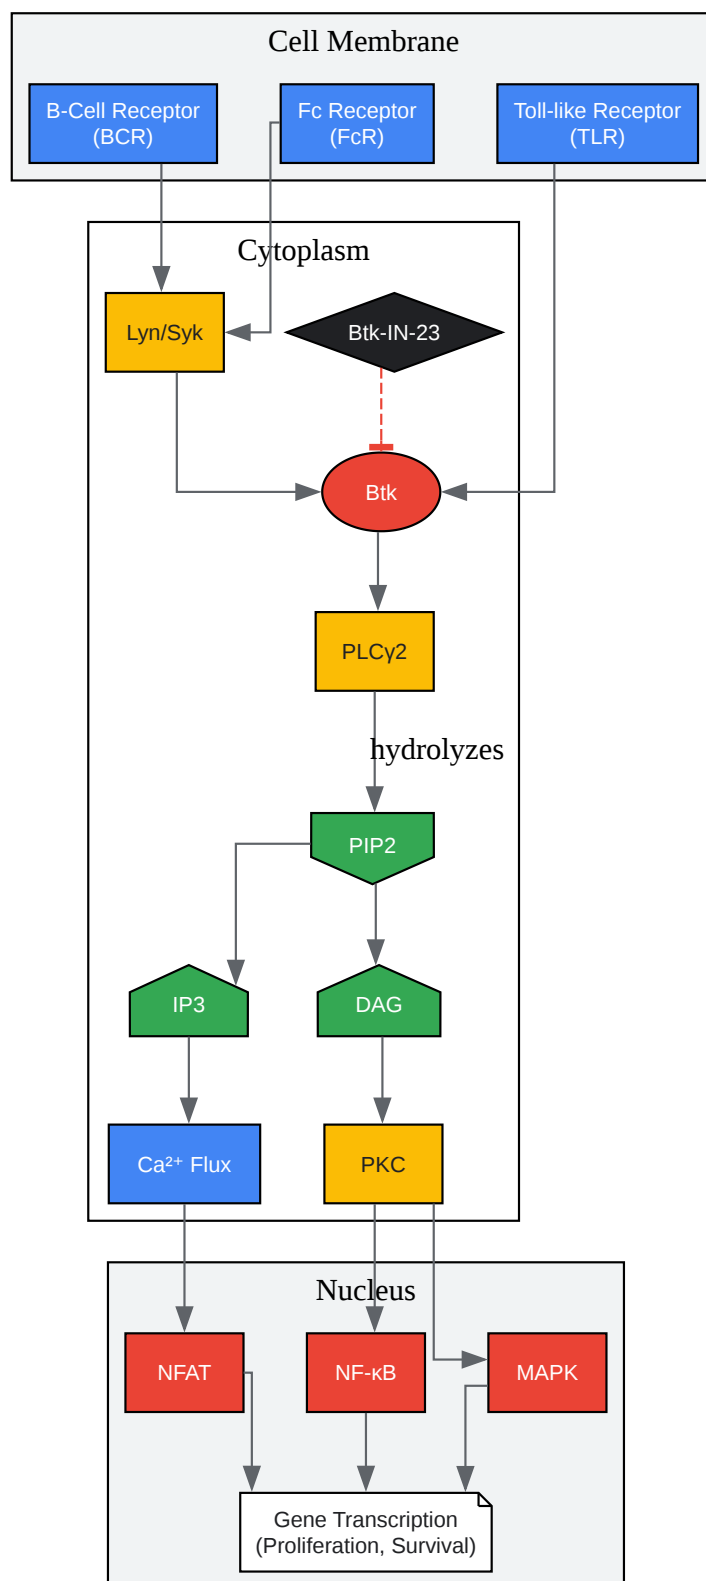 Cell Membrane
B-Cell Receptor
(BCR)
Fc Receptor
(FcR)
Toll-like Receptor
(TLR)
Cytoplasm
Lyn/Syk
Btk-IN-23
Btk
PLCγ2
hydrolyzes
PIP2
IP3
DAG
Ca²⁺ Flux
PKC
Nucleus
NFAT
NF-κB
MAPK
Gene Transcription
(Proliferation, Survival)